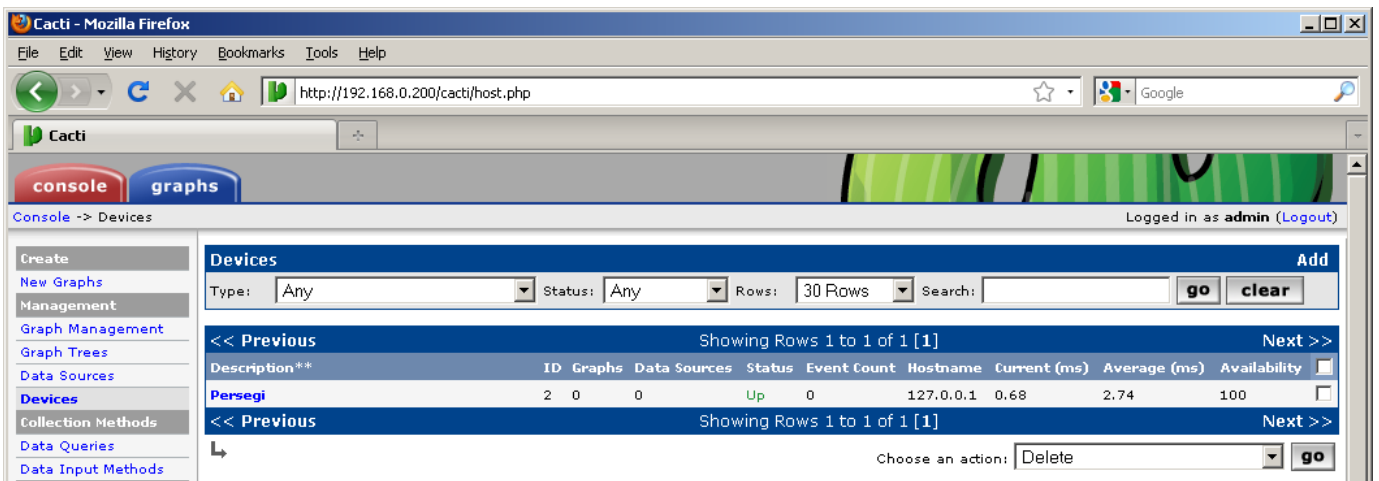 Cacti - Mozilla Firefox
File Edit View History Bookmarks Tools Help
http://192.168.0.200/cacti/host.php Google
Cacti
console graphs
Console -> Devices Logged in as admin (Logout)
Create
New Graphs
Management
Graph Management
Graph Trees
Data Sources
Devices
Collection Methods
Data Queries
Data Input Methods
Devices Add
Type: Any Status: Any Rows: 30 Rows Search: go clear
<< Previous Showing Rows 1 to 1 of 1 [1] Next >>
Description** ID Graphs Data Sources Status Event Count Hostname Current (ms) Average (ms) Availability
Persegi 2 0 0 Up 0 127.0.0.1 0.68 2.74 100
<< Previous Showing Rows 1 to 1 of 1 [1] Next >>
Choose an action: Delete go